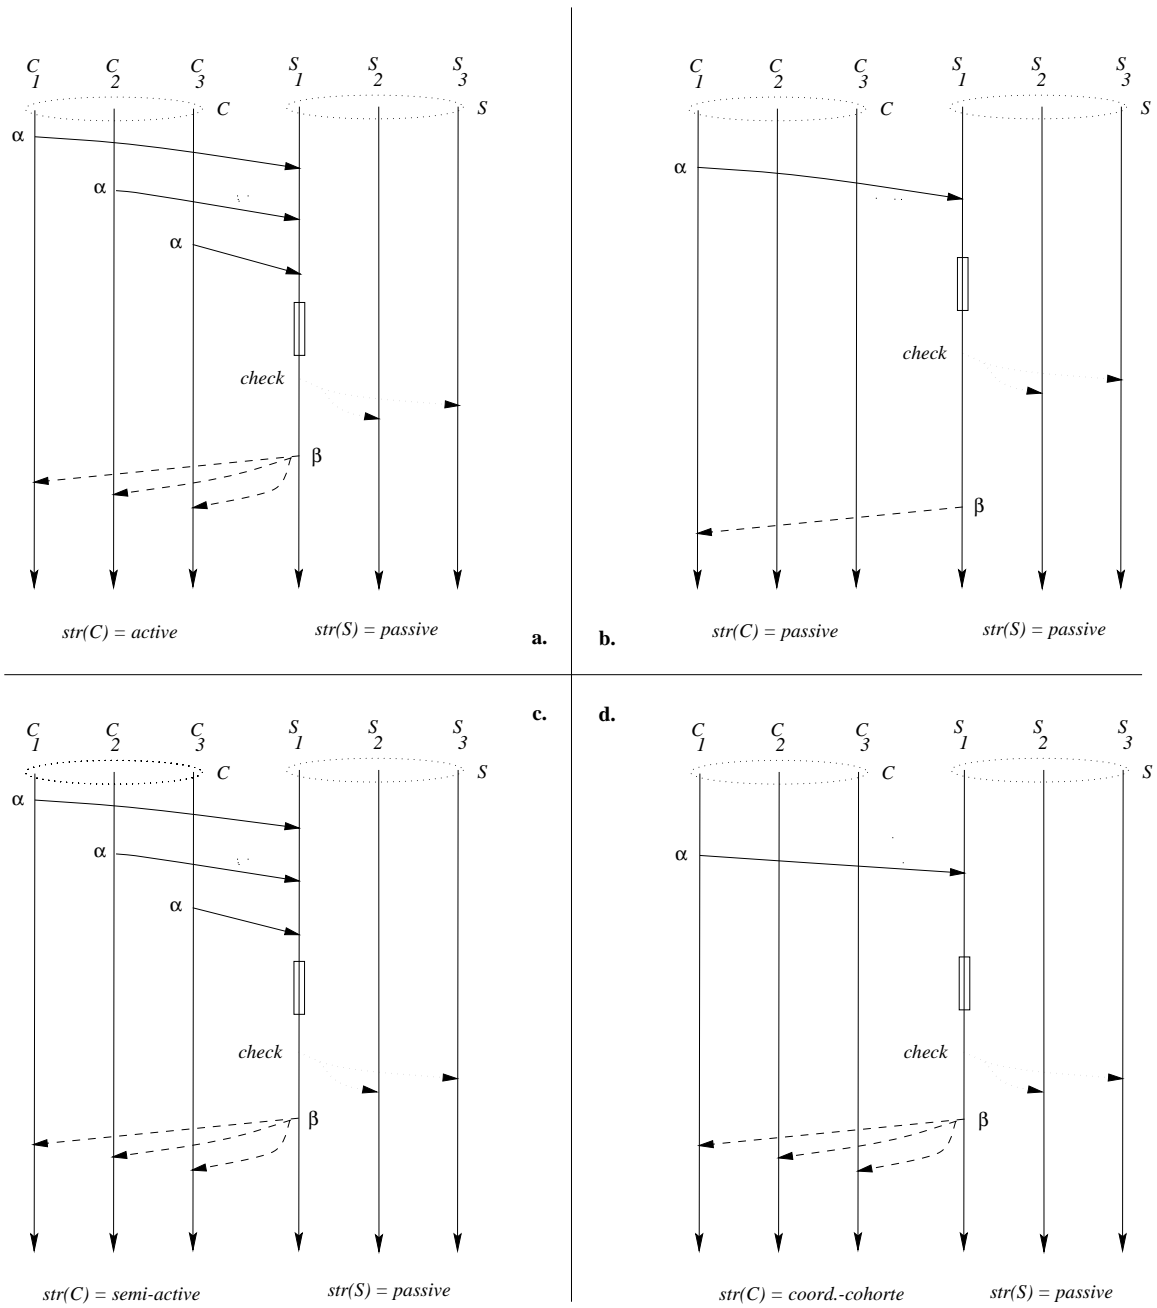 C C C S S S
1 2 3 1 2 3
C S
α
α
α
check
β
str(C) = active str(S) = passive
a.
C C C S S S
1 2 3 1 2 3
C S
α
check
β
str(C) = passive str(S) = passive
b.
c.
C C C S S S
1 2 3 1 2 3
C S
α
α
α
check
β
str(C) = semi-active str(S) = passive
d.
C C C S S S
1 2 3 1 2 3
C S
α
check
β
str(C) = coord.-cohorte str(S) = passive